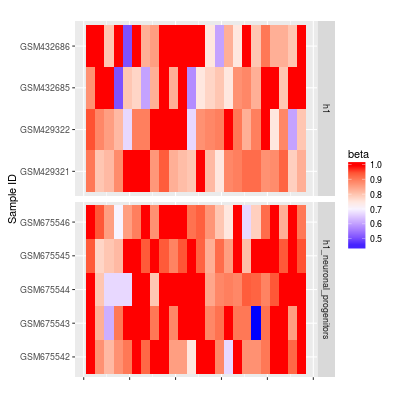 Sample ID
GSM432686
GSM432685
GSM429322
GSM429321
h1
GSM675546
GSM675545
GSM675544
GSM675543
GSM675542
h1_neuronal_progenitors
beta
1.0
0.9
0.8
0.7
0.6
0.5